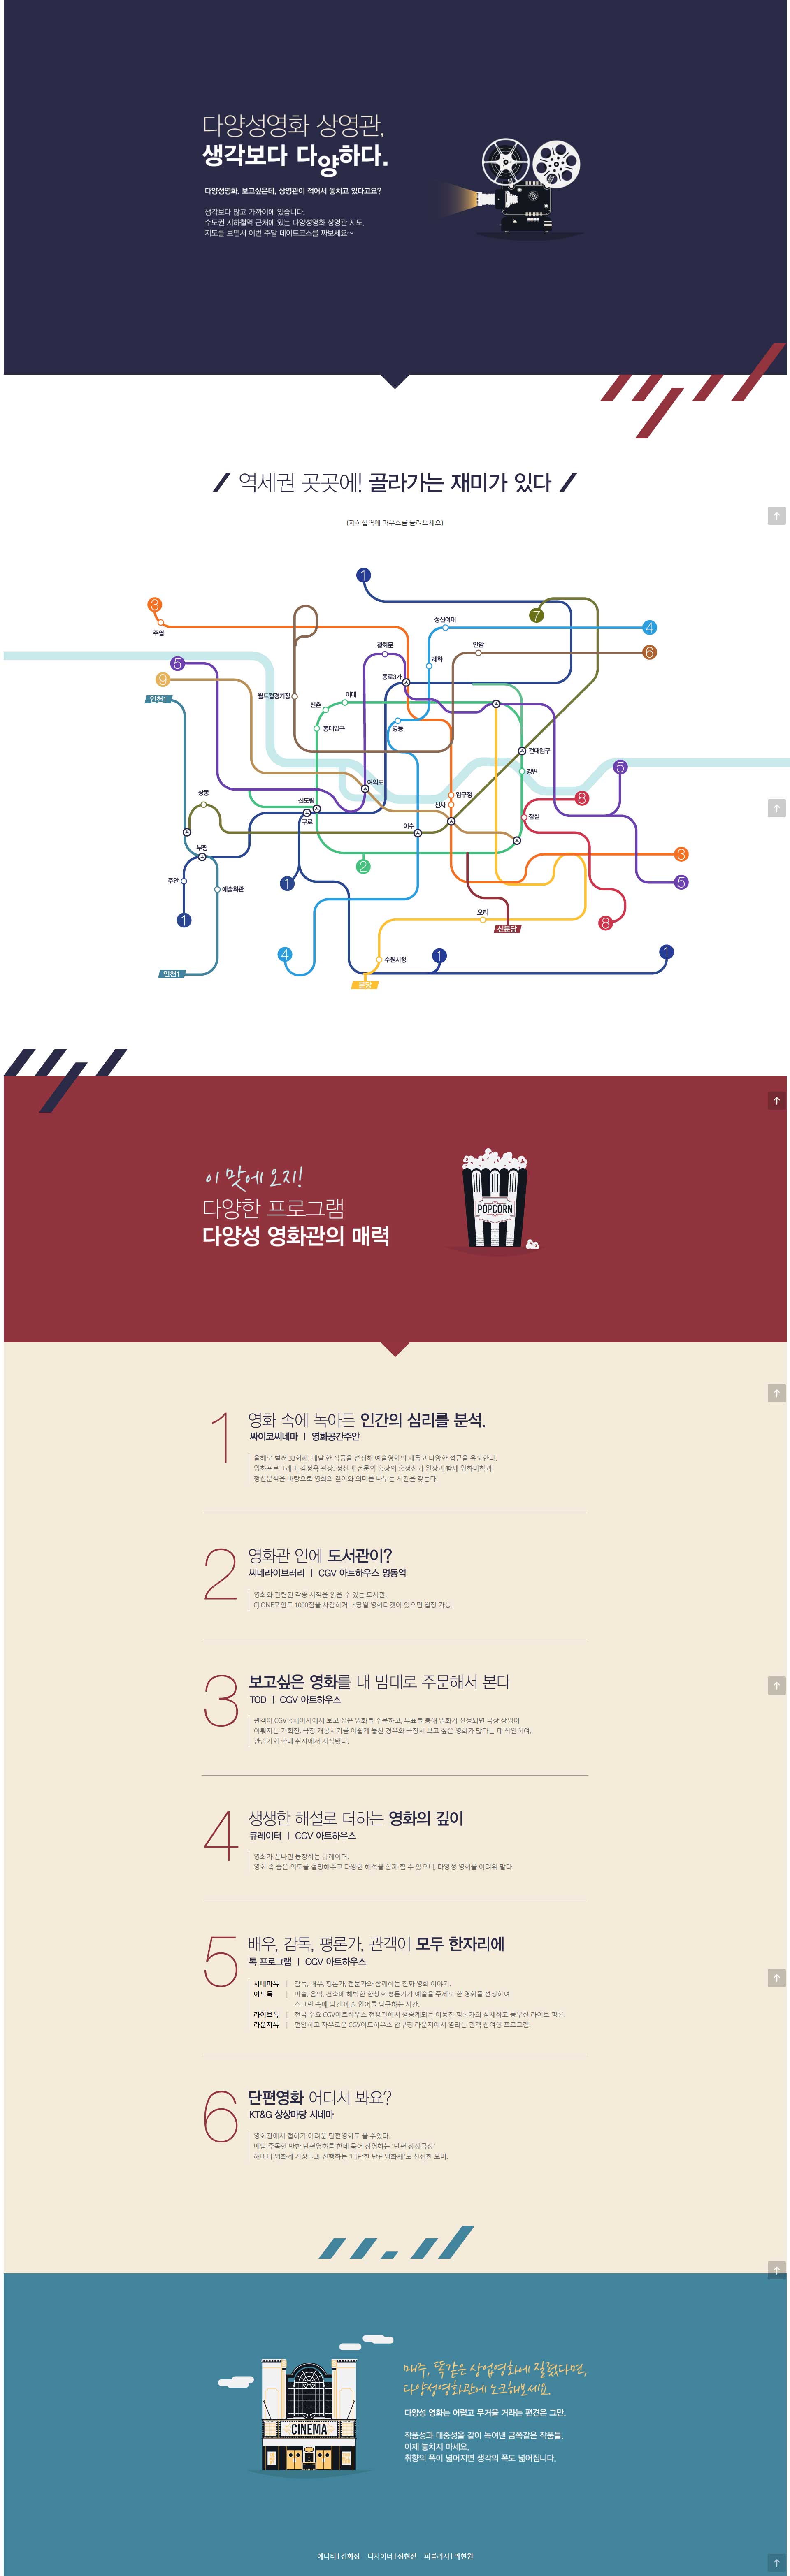 다양성영화 상영관,
생각보다 다양하다.
다양성영화. 보고싶은데, 상영관이 적어서 놓치고 있다고요?
생각보다 많고 가까이에 있습니다.
수도권 지하철역 근처에 있는 다양성영화 상영관 지도.
지도를 보면서 이번 주말 데이트코스를 짜보세요~
역세권 곳곳에! 골라가는 재미가 있다
(지하철역에 마우스를 올려보세요)
1
3
7
주엽
성신여대
4
광화문
안암
6
5
혜화
9
종로3가
인천1
월드컵경기장
이대
신촌
홍대입구
명동
건대입구
5
강변
여의도
상동
신도림
압구정
8
신사
구로
이수
잠실
부평
3
2
주안
1
예술회관
5
1
오리
8
신분당
4
수원시청
1
1
인천1
분당
이 맛에 오지!
다양한 프로그램
다양성 영화관의 매력
POPCORN
1
영화 속에 녹아든 인간의 심리를 분석.
싸이코씨네마 | 영화공간주안
올해로 벌써 33회째. 매달 한 작품을 선정해 예술영화의 새롭고 다양한 접근을 유도한다.
영화프로그래머 김정욱 관장, 정신과 전문의 홍상의 홍정신과 원장과 함께 영화미학과
정신분석을 바탕으로 영화의 깊이와 의미를 나누는 시간을 갖는다.
2
영화관 안에 도서관이?
씨네라이브러리 | CGV 아트하우스 명동역
영화와 관련된 각종 서적을 읽을 수 있는 도서관.
CJ ONE포인트 1000점을 차감하거나 당일 영화티켓이 있으면 입장 가능.
3
보고싶은 영화를 내 맘대로 주문해서 본다
TOD | CGV 아트하우스
관객이 CGV홈페이지에서 보고 싶은 영화를 주문하고, 투표를 통해 영화가 선정되면 극장 상영이
이뤄지는 기획전. 극장 개봉시기를 아쉽게 놓친 경우와 극장서 보고 싶은 영화가 많다는 데 착안하여,
관람기회 확대 취지에서 시작됐다.
4
생생한 해설로 더하는 영화의 깊이
큐레이터 | CGV 아트하우스
영화가 끝나면 등장하는 큐레이터.
영화 속 숨은 의도를 설명해주고 다양한 해석을 함께 할 수 있으니, 다양성 영화를 어려워 말라.
5
배우, 감독, 평론가, 관객이 모두 한자리에
톡 프로그램 | CGV 아트하우스
시네마톡 | 감독, 배우, 평론가, 전문가와 함께하는 진짜 영화 이야기.
아트톡 | 미술, 음악, 건축에 해박한 한창호 평론가가 예술을 주제로 한 영화를 선정하여
스크린 속에 담긴 예술 언어를 탐구하는 시간.
라이브톡 | 전국 주요 CGV아트하우스 전용관에서 생중계되는 이동진 평론가의 섬세하고 풍부한 라이브 평론.
라운지톡 | 편안하고 자유로운 CGV아트하우스 압구정 라운지에서 열리는 관객 참여형 프로그램.
6
단편영화 어디서 봐요?
KT&G 상상마당 시네마
영화관에서 접하기 어려운 단편영화도 볼 수있다.
매달 주목할 만한 단편영화를 한데 묶어 상영하는 '단편 상상극장'
해마다 영화계 거장들과 진행하는 '대단한 단편영화제'도 신선한 묘미.
매주, 똑같은 상업영화에 질렸다면,
다양성영화관에 노크해보세요.
CINEMA
다양성 영화는 어렵고 무거울 거라는 편견은 그만.
작품성과 대중성을 같이 녹여낸 금쪽같은 작품들.
이제 놓치지 마세요.
취향의 폭이 넓어지면 생각의 폭도 넓어집니다.
에디터 | 김화정 디자이너 | 정현진 퍼블리셔 | 박현원